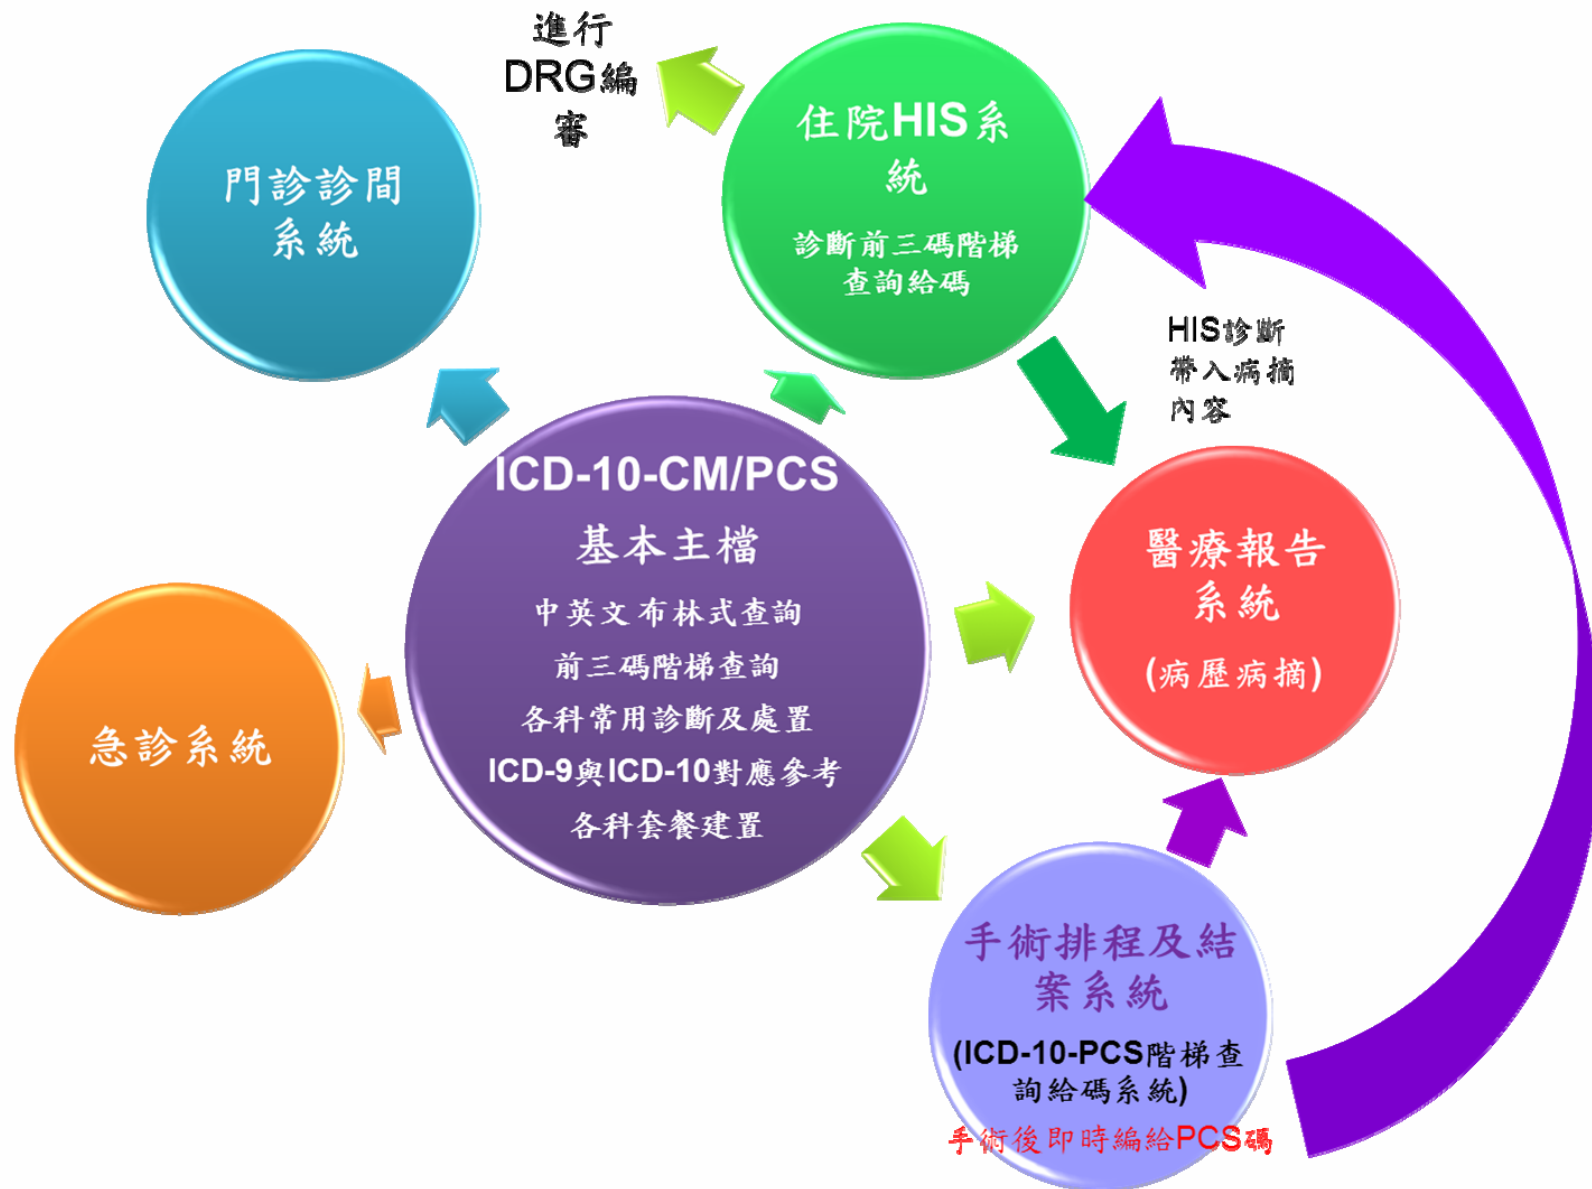 進行
DRG編
審
門診診間
系統
住院HIS系
統
診斷前三碼階梯
查詢給碼
HIS診斷
帶入病摘
內容
ICD-10-CM/PCS
基本主檔
中英文布林式查詢
前三碼階梯查詢
各科常用診斷及處置
ICD-9與ICD-10對應參考
各科套餐建置
醫療報告
系統
(病歷病摘)
急診系統
手術排程及結
案系統
(ICD-10-PCS階梯查
詢給碼系統)
手術後即時編給PCS碼